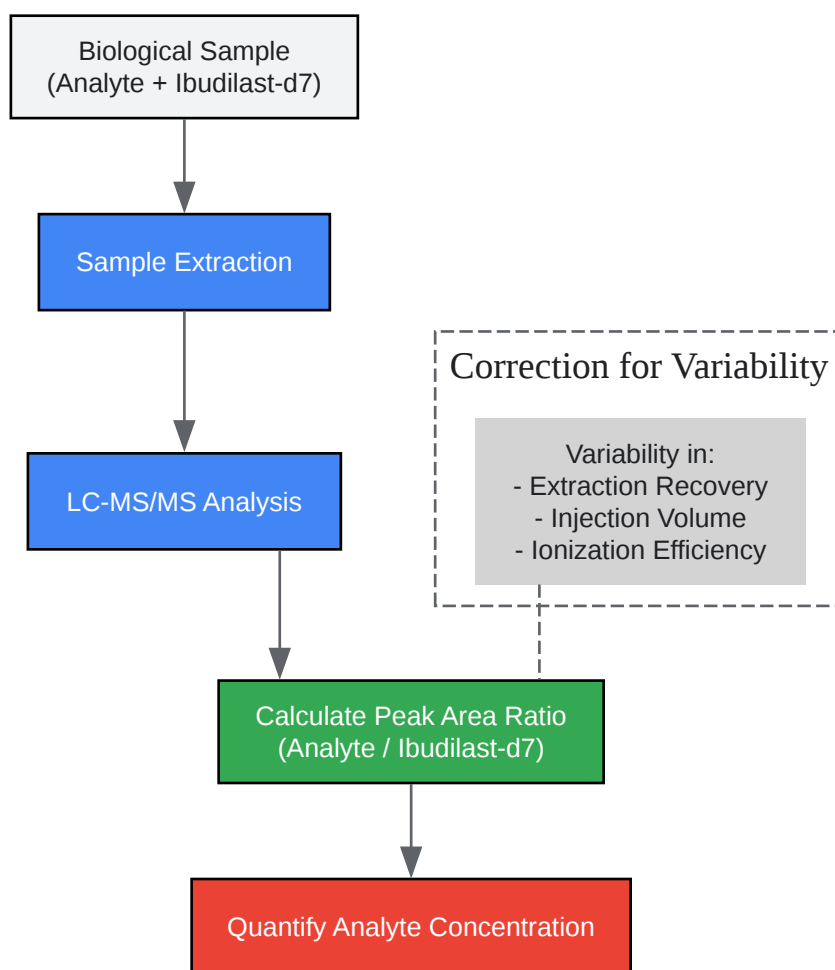 Biological Sample
(Analyte + Ibudilast-d7)
Sample Extraction
Correction for Variability
Variability in:
- Extraction Recovery
- Injection Volume
- Ionization Efficiency
LC-MS/MS Analysis
Calculate Peak Area Ratio
(Analyte / Ibudilast-d7)
Quantify Analyte Concentration